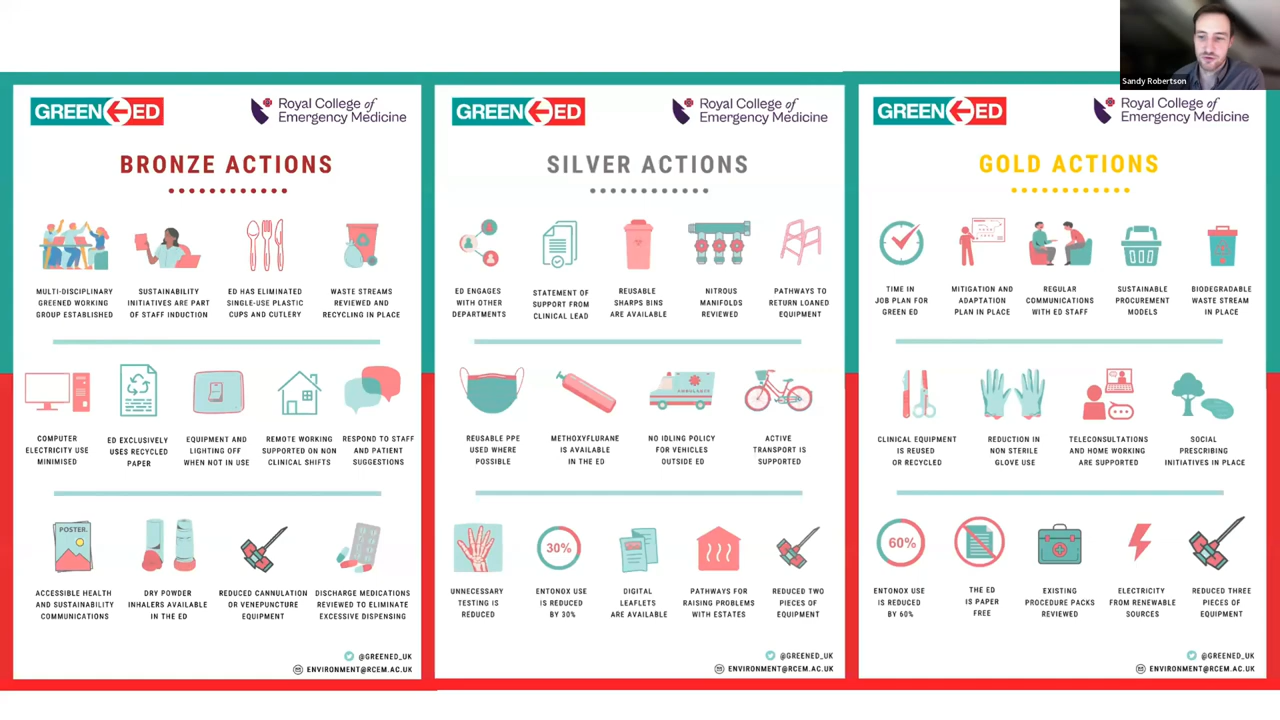 Sandy Robertson
GREEN ED
Royal College of
Emergency Medicine
BRONZE ACTIONS
MULTI-DISCIPLINARY
GREENED WORKING
GROUP ESTABLISHED
SUSTAINABILITY
INITIATIVES ARE PART
OF STAFF INDUCTION
ED HAS ELIMINATED
SINGLE-USE PLASTIC
CUPS AND CUTLERY
WASTE STREAMS
REVIEWED AND
RECYCLING IN PLACE
COMPUTER
ELECTRICITY USE
MINIMISED
ED EXCLUSIVELY
USES RECYCLED
PAPER
EQUIPMENT AND
LIGHTING OFF
WHEN NOT IN USE
REMOTE WORKING
SUPPORTED ON NON
CLINICAL SHIFTS
RESPOND TO STAFF
AND PATIENT
SUGGESTIONS
POSTER.
ACCESSIBLE HEALTH
AND SUSTAINABILITY
COMMUNICATIONS
DRY POWDER
INHALERS AVAILABLE
IN THE ED
REDUCED CANNULATION
OR VENEPUNCTURE
EQUIPMENT
DISCHARGE MEDICATIONS
REVIEWED TO ELIMINATE
EXCESSIVE DISPENSING
@GREENED_UK
ENVIRONMENT@RCEM.AC.UK
GREEN ED
Royal College of
Emergency Medicine
SILVER ACTIONS
ED ENGAGES
WITH OTHER
DEPARTMENTS
STATEMENT OF
SUPPORT FROM
CLINICAL LEAD
REUSABLE
SHARPS BINS
ARE AVAILABLE
NITROUS
MANIFOLDS
REVIEWED
PATHWAYS TO
RETURN LOANED
EQUIPMENT
REUSABLE PPE
USED WHERE
POSSIBLE
METHOXYFLURANE
IS AVAILABLE
IN THE ED
AMBULANCE
NO IDLING POLICY
FOR VEHICLES
OUTSIDE ED
ACTIVE
TRANSPORT IS
SUPPORTED
UNNECESSARY
TESTING IS
REDUCED
30%
ENTONOX USE
IS REDUCED
BY 30%
DIGITAL
LEAFLETS
ARE AVAILABLE
PATHWAYS FOR
RAISING PROBLEMS
WITH ESTATES
REDUCED TWO
PIECES OF
EQUIPMENT
@GREENED_UK
ENVIRONMENT@RCEM.AC.UK
GREEN ED
Royal College of
Emergency Medicine
GOLD ACTIONS
TIME IN
JOB PLAN FOR
GREEN ED
MITIGATION AND
ADAPTATION
PLAN IN PLACE
REGULAR
COMMUNICATIONS
WITH ED STAFF
SUSTAINABLE
PROCUREMENT
MODELS
BIODEGRADABLE
WASTE STREAM
IN PLACE
CLINICAL EQUIPMENT
IS REUSED
OR RECYCLED
REDUCTION IN
NON STERILE
GLOVE USE
TELECONSULTATIONS
AND HOME WORKING
ARE SUPPORTED
SOCIAL
PRESCRIBING
INITIATIVES IN PLACE
60%
ENTONOX USE
IS REDUCED
BY 60%
THE ED
IS PAPER
FREE
EXISTING
PROCEDURE PACKS
REVIEWED
ELECTRICITY
FROM RENEWABLE
SOURCES
REDUCED THREE
PIECES OF
EQUIPMENT
@GREENED_UK
ENVIRONMENT@RCEM.AC.UK